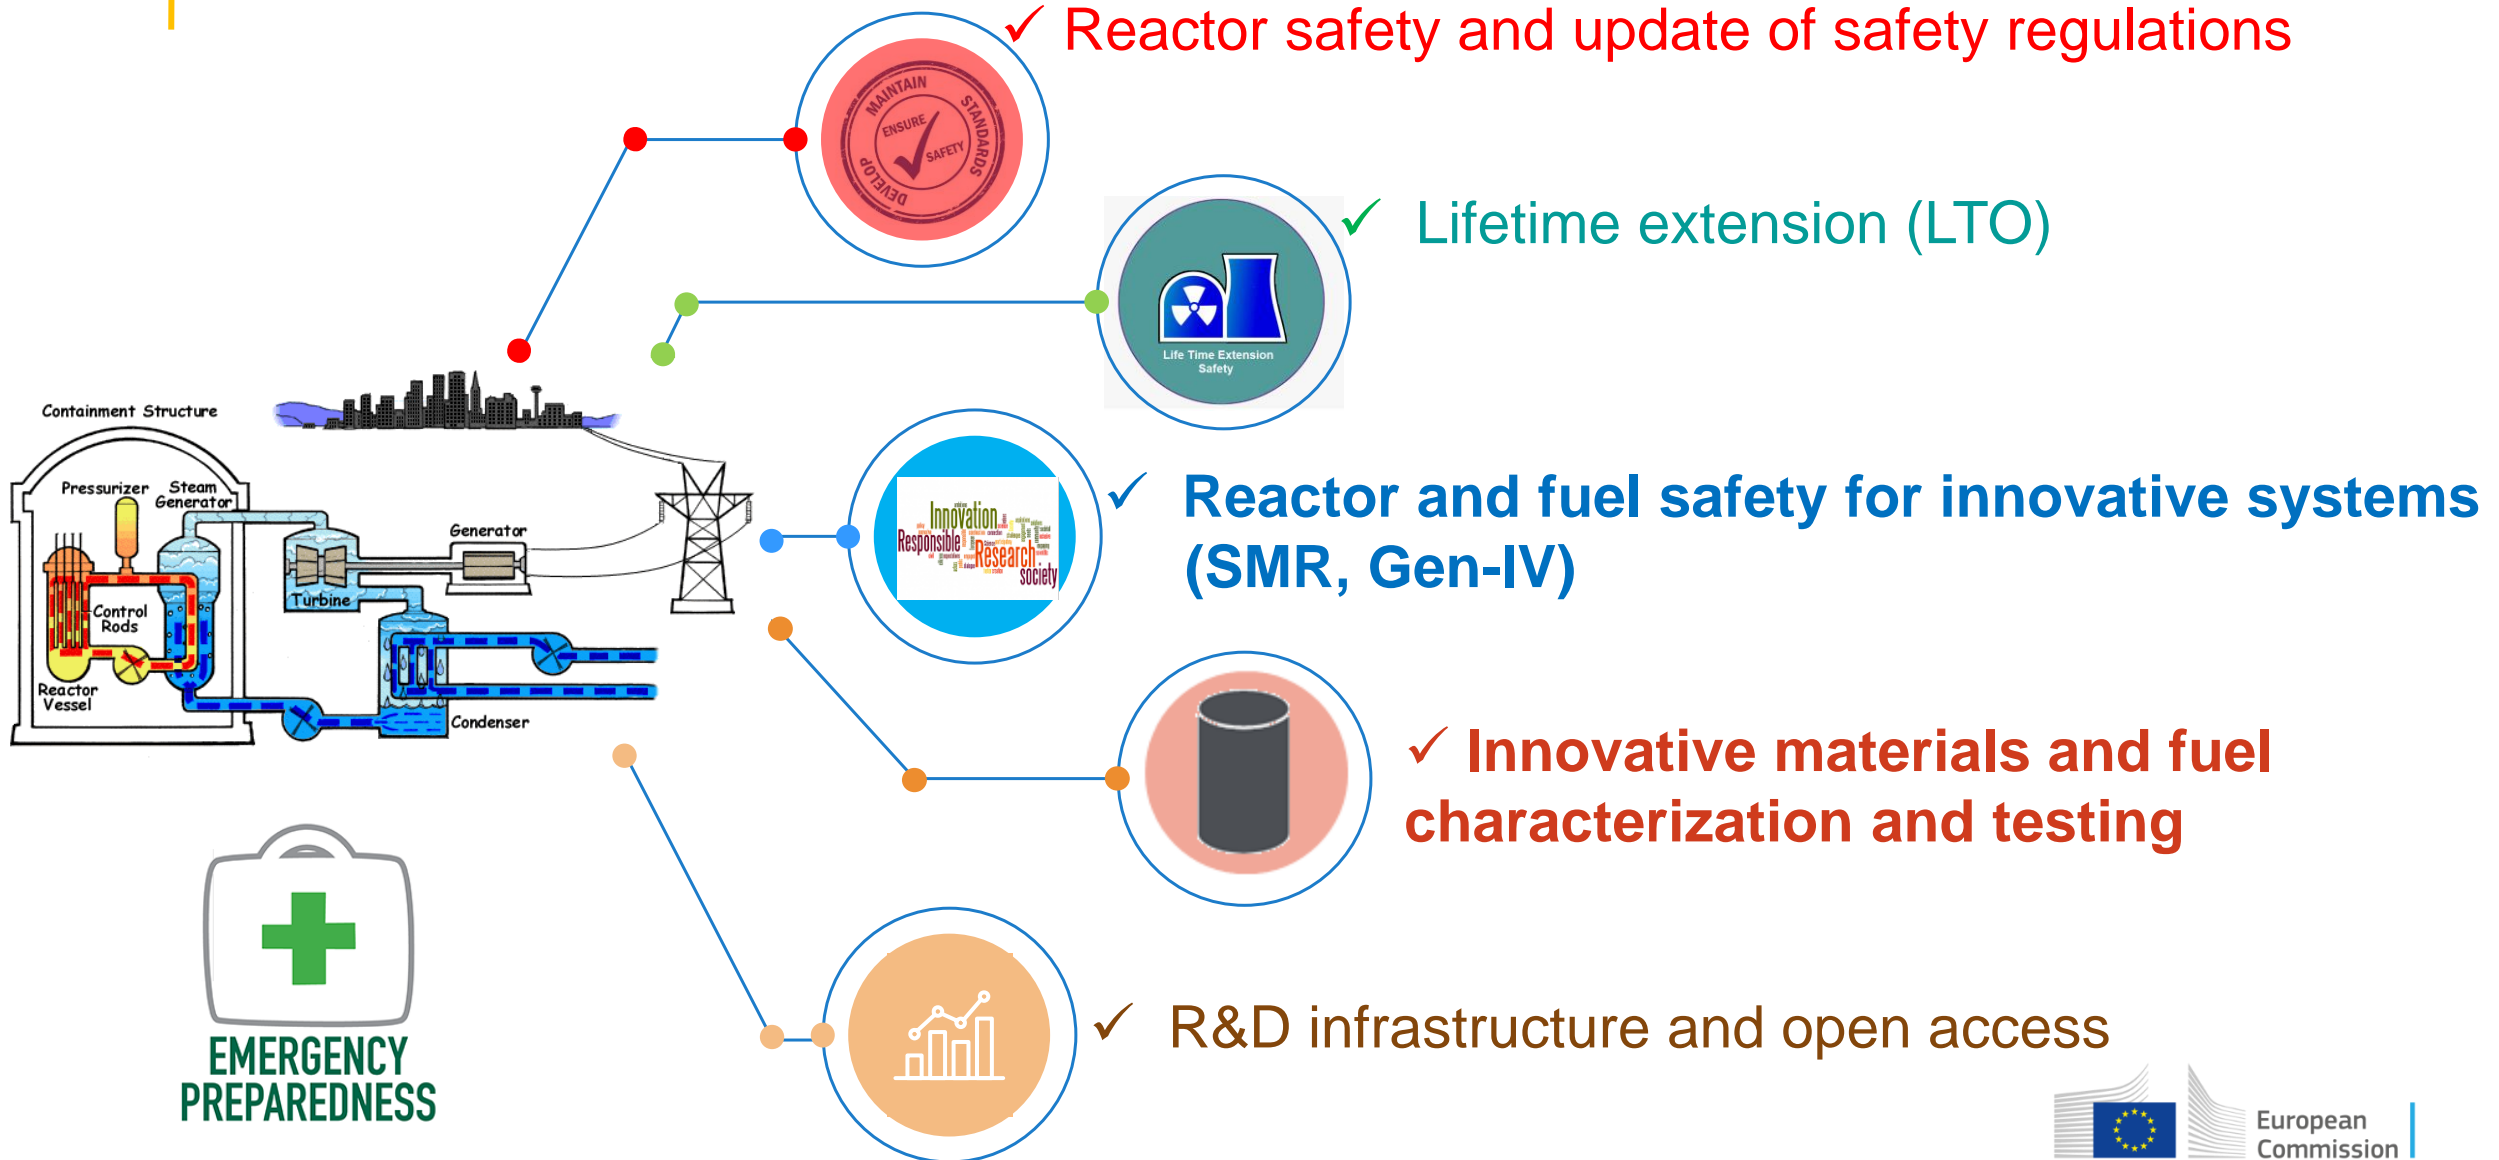 ✓ Reactor safety and update of safety regulations
MAINTAIN STANDARDS DEVELOP
ENSURE
SAFETY
✓ Lifetime extension (LTO)
Life Time Extension
Safety
Containment Structure
Pressurizer
Steam
Generator
Generator
Turbine
Control
Rods
Reactor
Vessel
Condenser
Innovation
Responsible
Research
society
✓ Reactor and fuel safety for innovative systems
(SMR, Gen-IV)
✓ Innovative materials and fuel
characterization and testing
✓ R&D infrastructure and open access
EMERGENCY
PREPAREDNESS
European
Commission